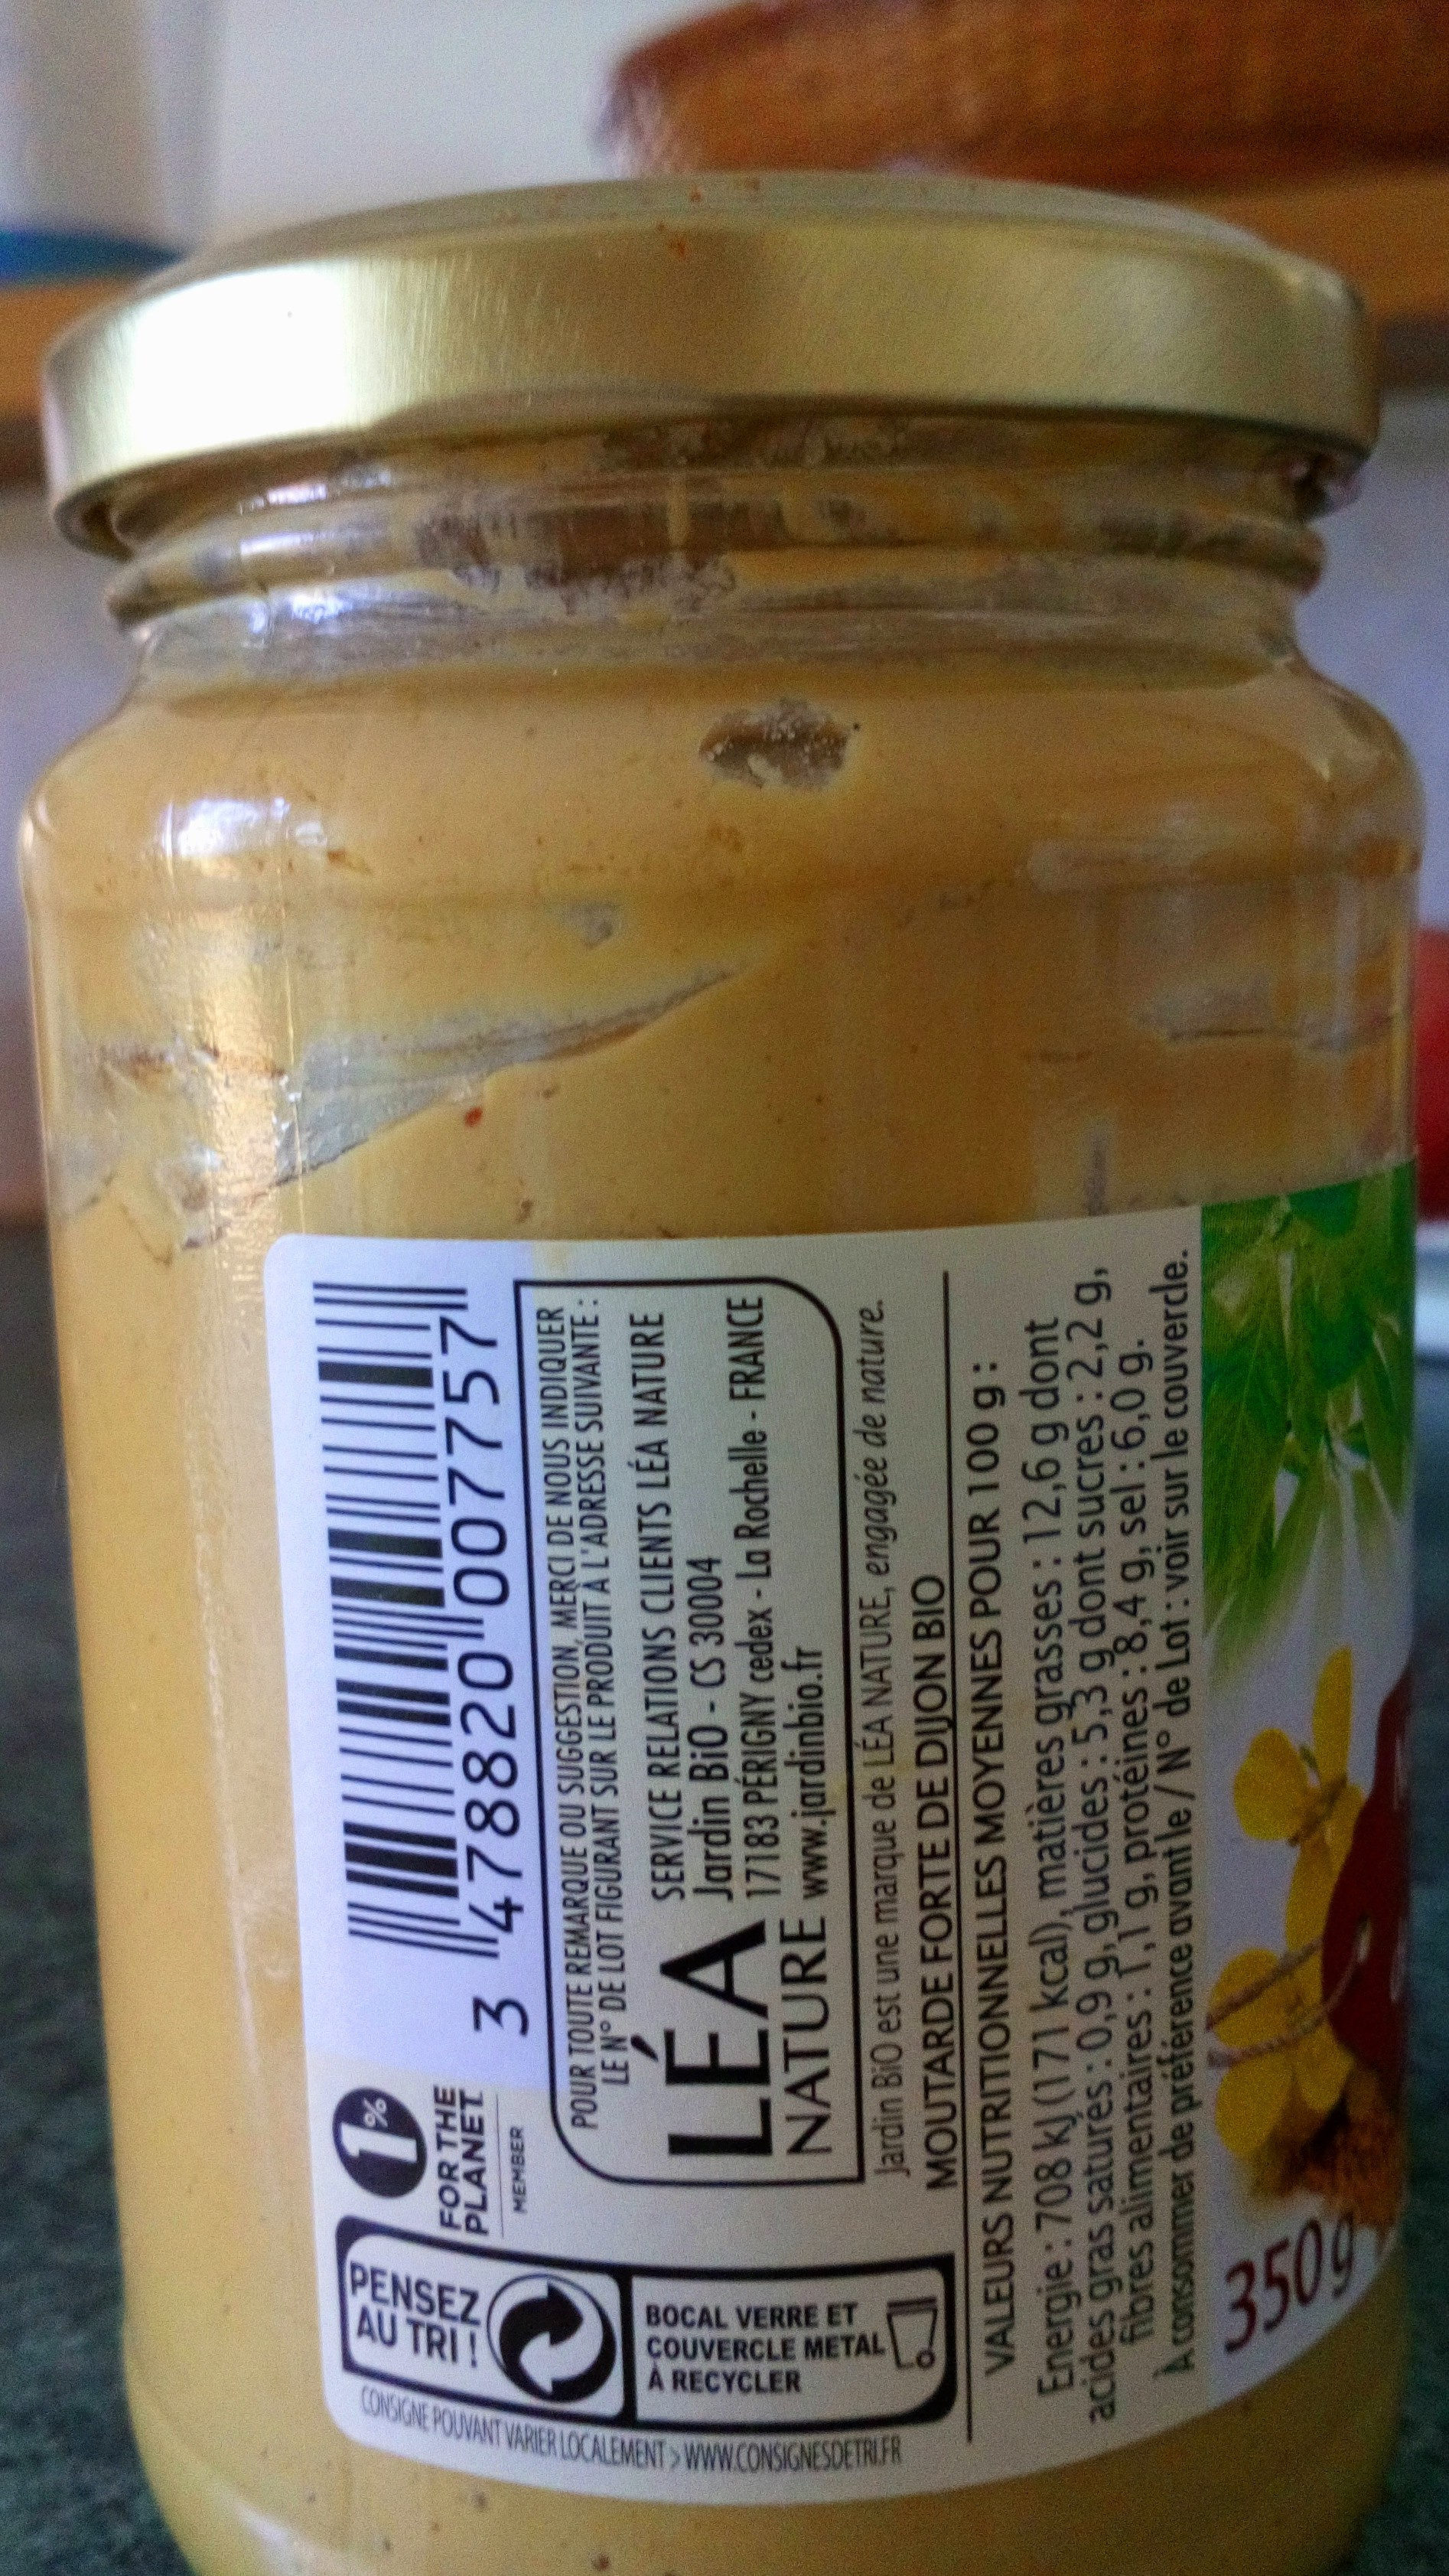 3 478820 007757
1%
FOR THE
PLANET
MEMBER
POUR TOUTE REMARQUE OU SUGGESTION, MERCI DE NOUS INDIQUER
LE N° DE LOT FIGURANT SUR LE PRODUIT À L'ADRESSE SUIVANTE :
LÉA
NATURE
SERVICE RELATIONS CLIENTS LÉA NATURE
Jardin BiO - CS 30004
17183 PÉRIGNY cedex - La Rochelle - FRANCE
www.jardinbio.fr
Jardin BiO est une marque de LÉA NATURE, engagée de nature.
MOUTARDE FORTE DE DIJON BIO
VALEURS NUTRITIONNELLES MOYENNES POUR 100 g :
Energie : 708 kJ (171 kcal), matières grasses : 12,6 g dont
acides gras saturés : 0,9 g, glucides : 5,3 g dont sucres : 2,2 g,
fibres alimentaires : 1,1 g, protéines : 8,4 g, sel : 6,0 g.
À consommer de préférence avant le / N° de Lot : voir sur le couvercle.
PENSEZ
AU TRI !
BOCAL VERRE ET
COUVERCLE METAL
À RECYCLER
CONSIGNE POUVANT VARIER LOCALEMENT > WWW.CONSIGNESDETRI.FR
350g